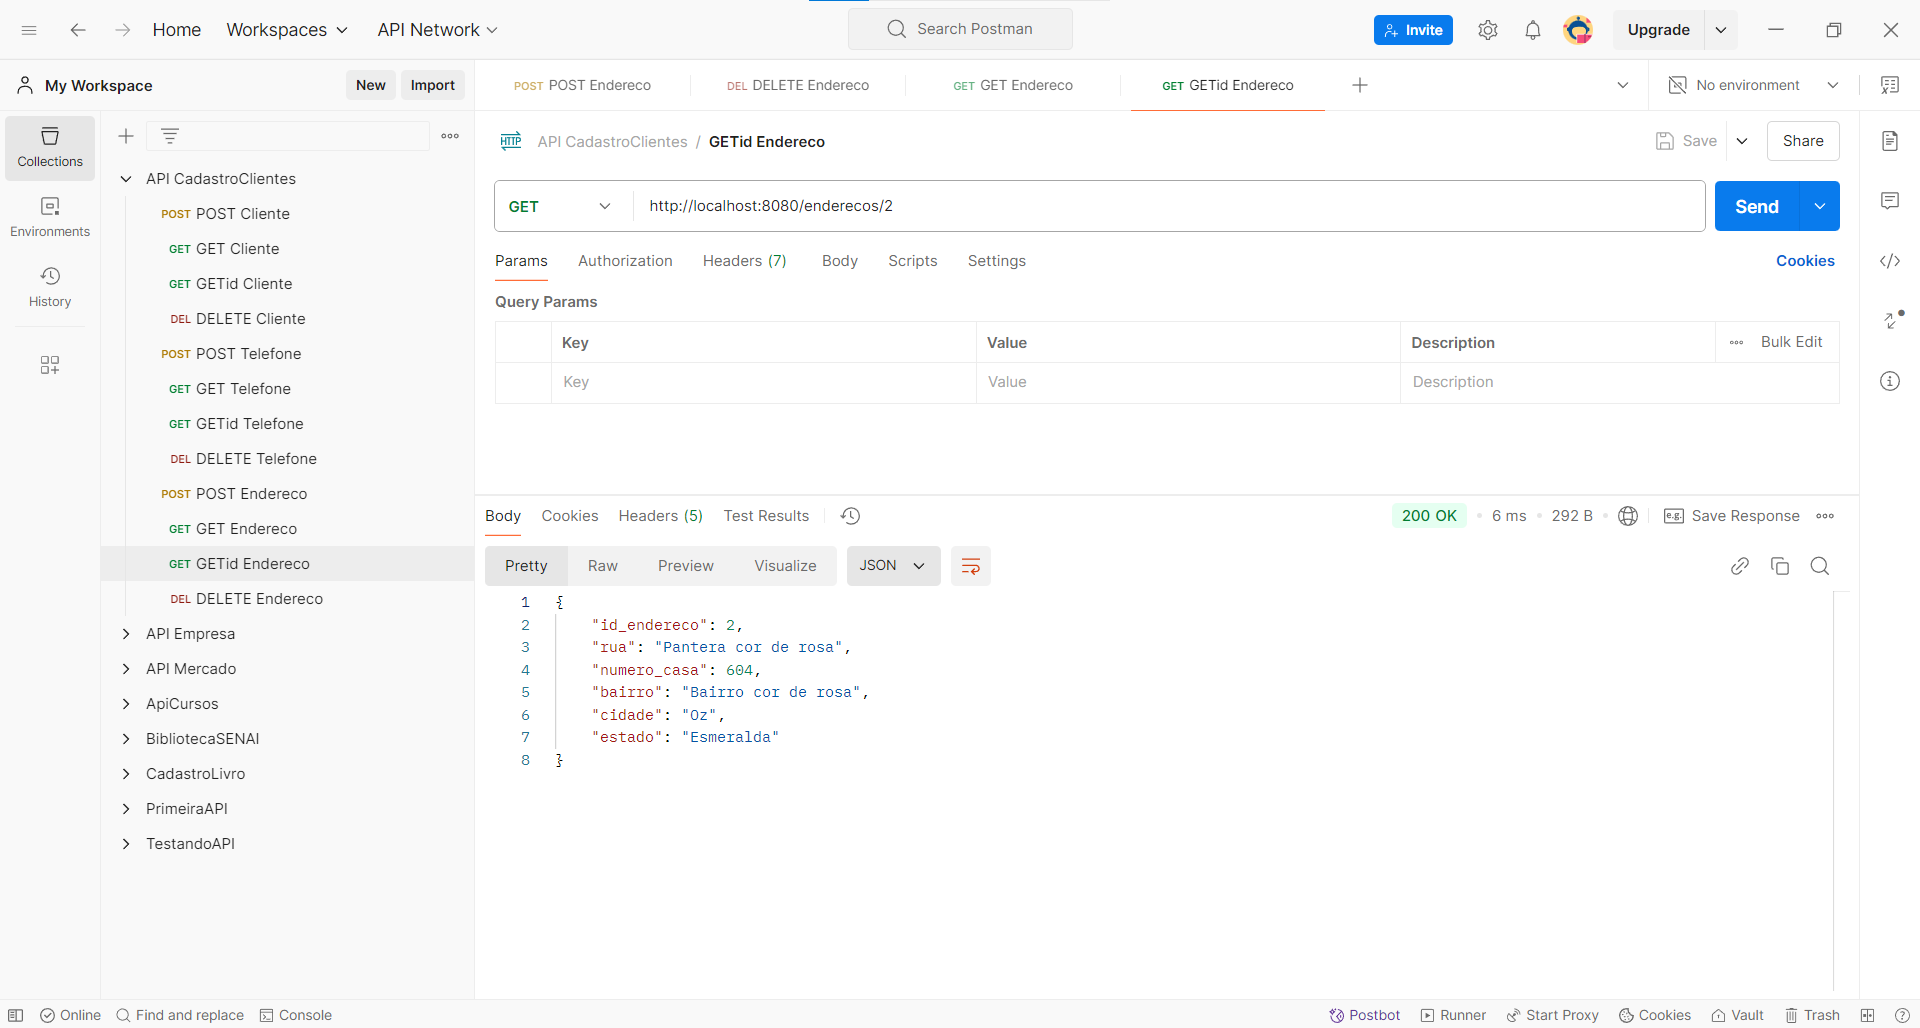 Home Workspaces API Network Search Postman Invite Upgrade
My Workspace New Import POST POST Endereco DEL DELETE Endereco GET GET Endereco GET GETid Endereco No environment
Collections
Environments
History
API CadastroClientes
POST POST Cliente
GET GET Cliente
GET GETid Cliente
DEL DELETE Cliente
POST POST Telefone
GET GET Telefone
GET GETid Telefone
DEL DELETE Telefone
POST POST Endereco
GET GET Endereco
GET GETid Endereco
DEL DELETE Endereco
API Empresa
API Mercado
ApiCursos
BibliotecaSENAI
CadastroLivro
PrimeiraAPI
TestandoAPI
HTTP API CadastroClientes / GETid Endereco Save Share
GET http://localhost:8080/enderecos/2 Send
Params Authorization Headers (7) Body Scripts Settings Cookies
Query Params
Key Value Description Bulk Edit
Key Value Description
Body Cookies Headers (5) Test Results 200 OK 6 ms 292 B e.g. Save Response
Pretty Raw Preview Visualize JSON
1 {
2 "id_endereco": 2,
3 "rua": "Pantera cor de rosa",
4 "numero_casa": 604,
5 "bairro": "Bairro cor de rosa",
6 "cidade": "Oz",
7 "estado": "Esmeralda"
8 }
Online Find and replace Console Postbot Runner Start Proxy Cookies Vault Trash